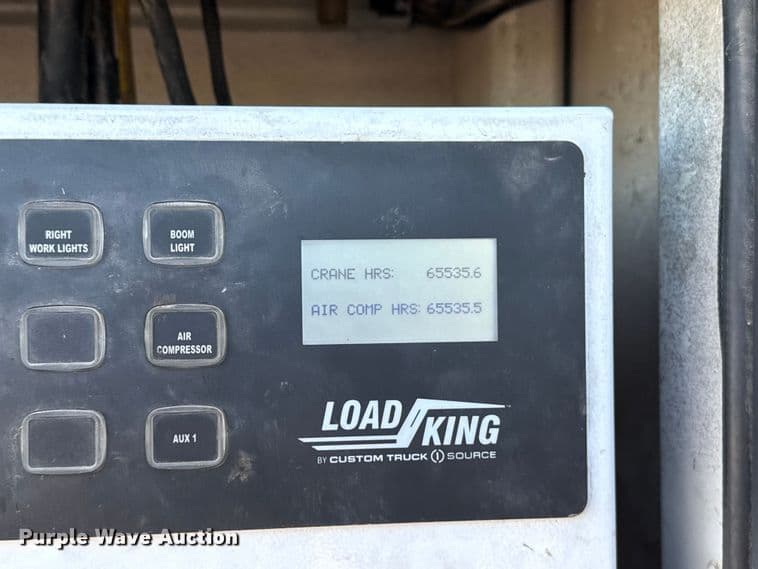 RIGHT
WORK LIGHTS
BOOM
LIGHT
CRANE HRS: 65535.6
AIR COMP HRS: 65535.5
AIR
COMPRESSOR
AUX 1
LOAD KING
BY CUSTOM TRUCK 1 SOURCE
Purple Wave Auction